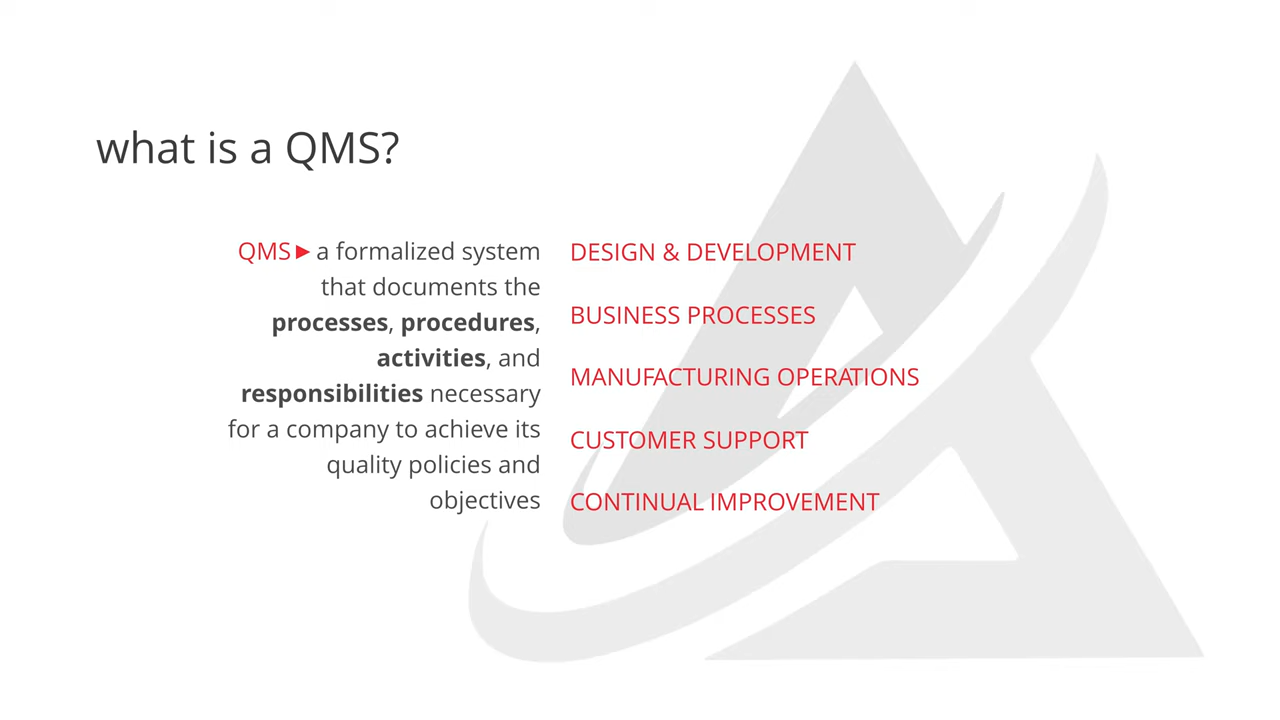 what is a QMS?
QMS ► a formalized system
that documents the
processes, procedures,
activities, and
responsibilities necessary
for a company to achieve its
quality policies and
objectives
DESIGN & DEVELOPMENT
BUSINESS PROCESSES
MANUFACTURING OPERATIONS
CUSTOMER SUPPORT
CONTINUAL IMPROVEMENT